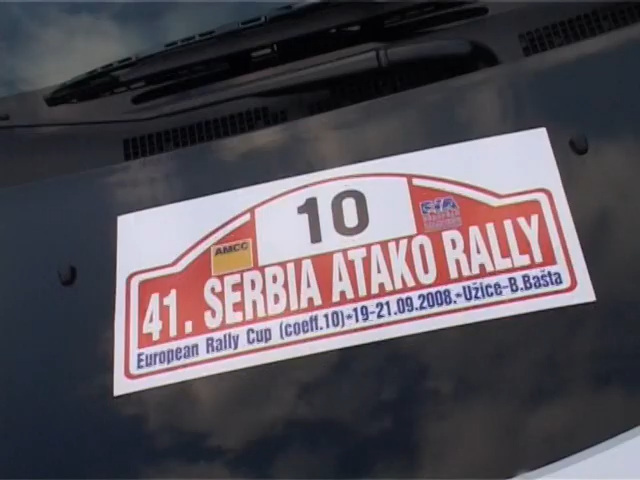 10
AMCC
FIA
41. SERBIA ATAKO RALLY
European Rally Cup (coeff.10)*19-21.09.2008.*Užice-B.Bašta